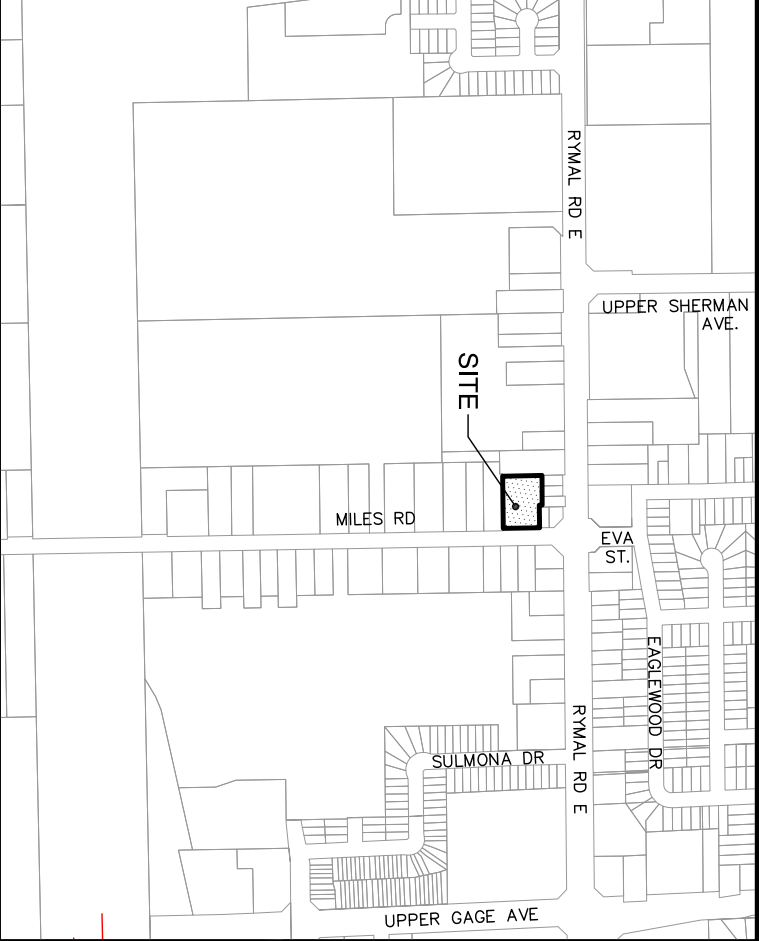 RYMAL RD E
UPPER SHERMAN
AVE.
SITE
MILES RD
EVA
ST.
EAGLEWOOD DR
RYMAL RD E
SULMONA DR
UPPER GAGE AVE